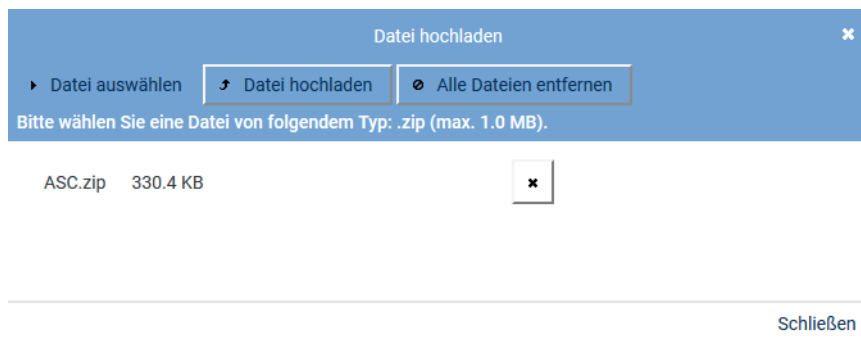 Datei hochladen
Datei auswählen Datei hochladen Alle Dateien entfernen
Bitte wählen Sie eine Datei von folgendem Typ: .zip (max. 1.0 MB).
ASC.zip 330.4 KB
Schließen